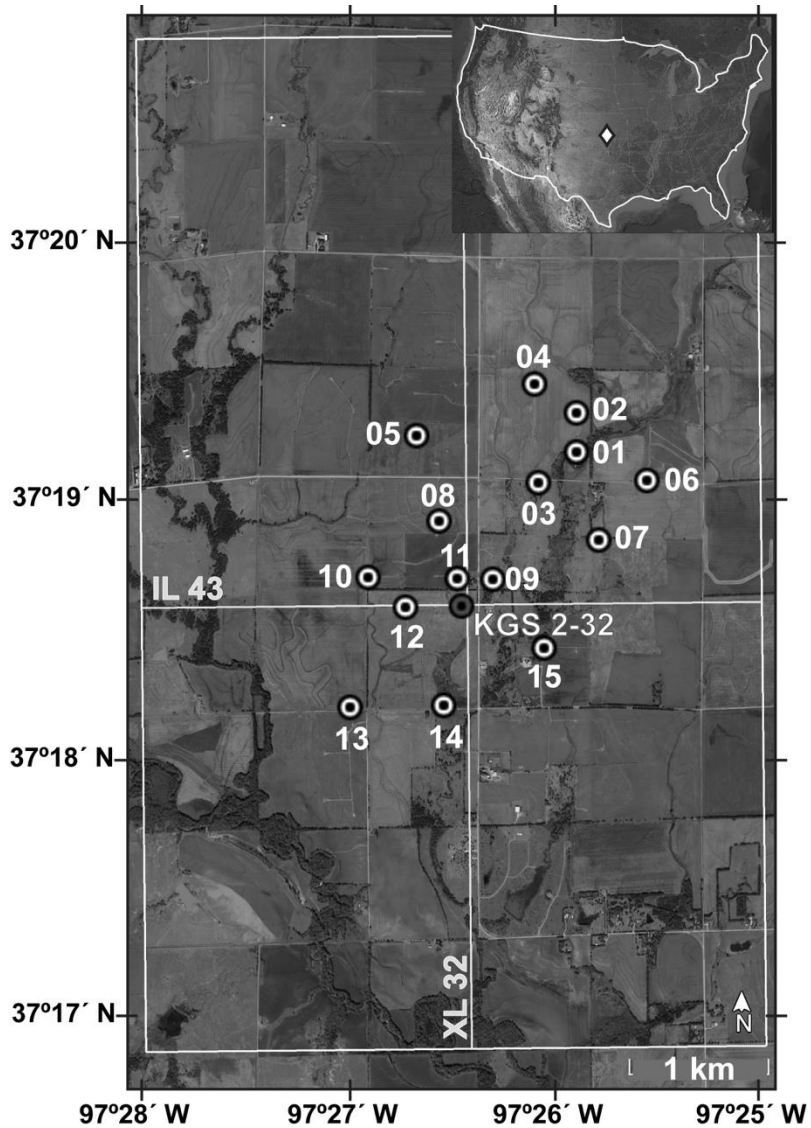 37º20´ N
04
02
05
01
37º19´ N
06
08
03
07
11
10
09
IL 43
12
KGS 2-32
15
13
14
37º18´ N
XL 32
37º17´ N
N
1 km
97º28´ W
97º27´ W
97º26´ W
97º25´ W